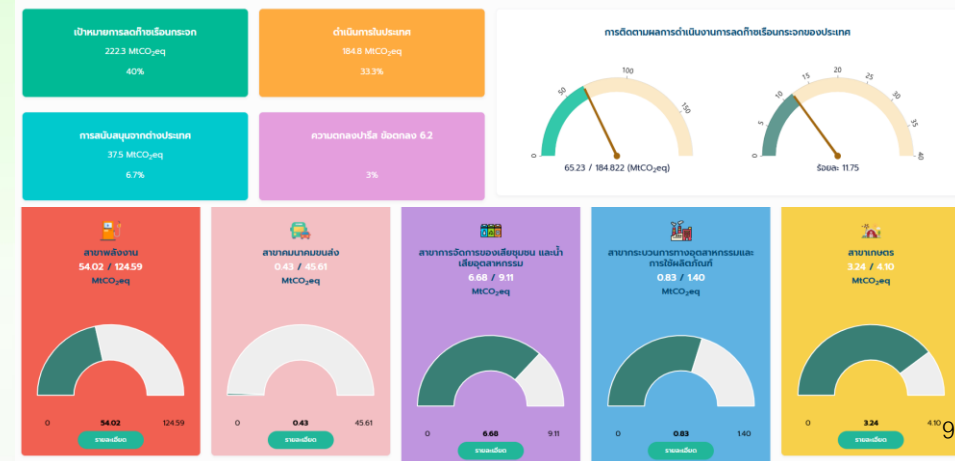 เป้าหมายการลดก๊าซเรือนกระจก
222.3 MtCO₂eq
40%
ดำเนินการในประเทศ
184.8 MtCO₂eq
33.3%
การสนับสนุนจากต่างประเทศ
37.5 MtCO₂eq
6.7%
ความตกลงปารีส ข้อตกลง 6.2
3%
การติดตามผลการดำเนินงานการลดก๊าซเรือนกระจกของประเทศ
0
50
100
150
65.23 / 184.822 (MtCO₂eq)
0
5
10
15
20
25
30
35
40
ร้อยละ 11.75
สาขาพลังงาน
54.02 / 124.59
MtCO₂eq
0
54.02
124.59
รายละเอียด
สาขาคมนาคมขนส่ง
0.43 / 45.61
MtCO₂eq
0
0.43
45.61
รายละเอียด
สาขาการจัดการของเสียชุมชน และน้ำ
เสียอุตสาหกรรม
6.68 / 9.11
MtCO₂eq
0
6.68
9.11
รายละเอียด
สาขากระบวนการทางอุตสาหกรรมและ
การใช้ผลิตภัณฑ์
0.83 / 1.40
MtCO₂eq
0
0.83
1.40
รายละเอียด
สาขาเกษตร
3.24 / 4.10
MtCO₂eq
0
3.24
4.10
รายละเอียด
9